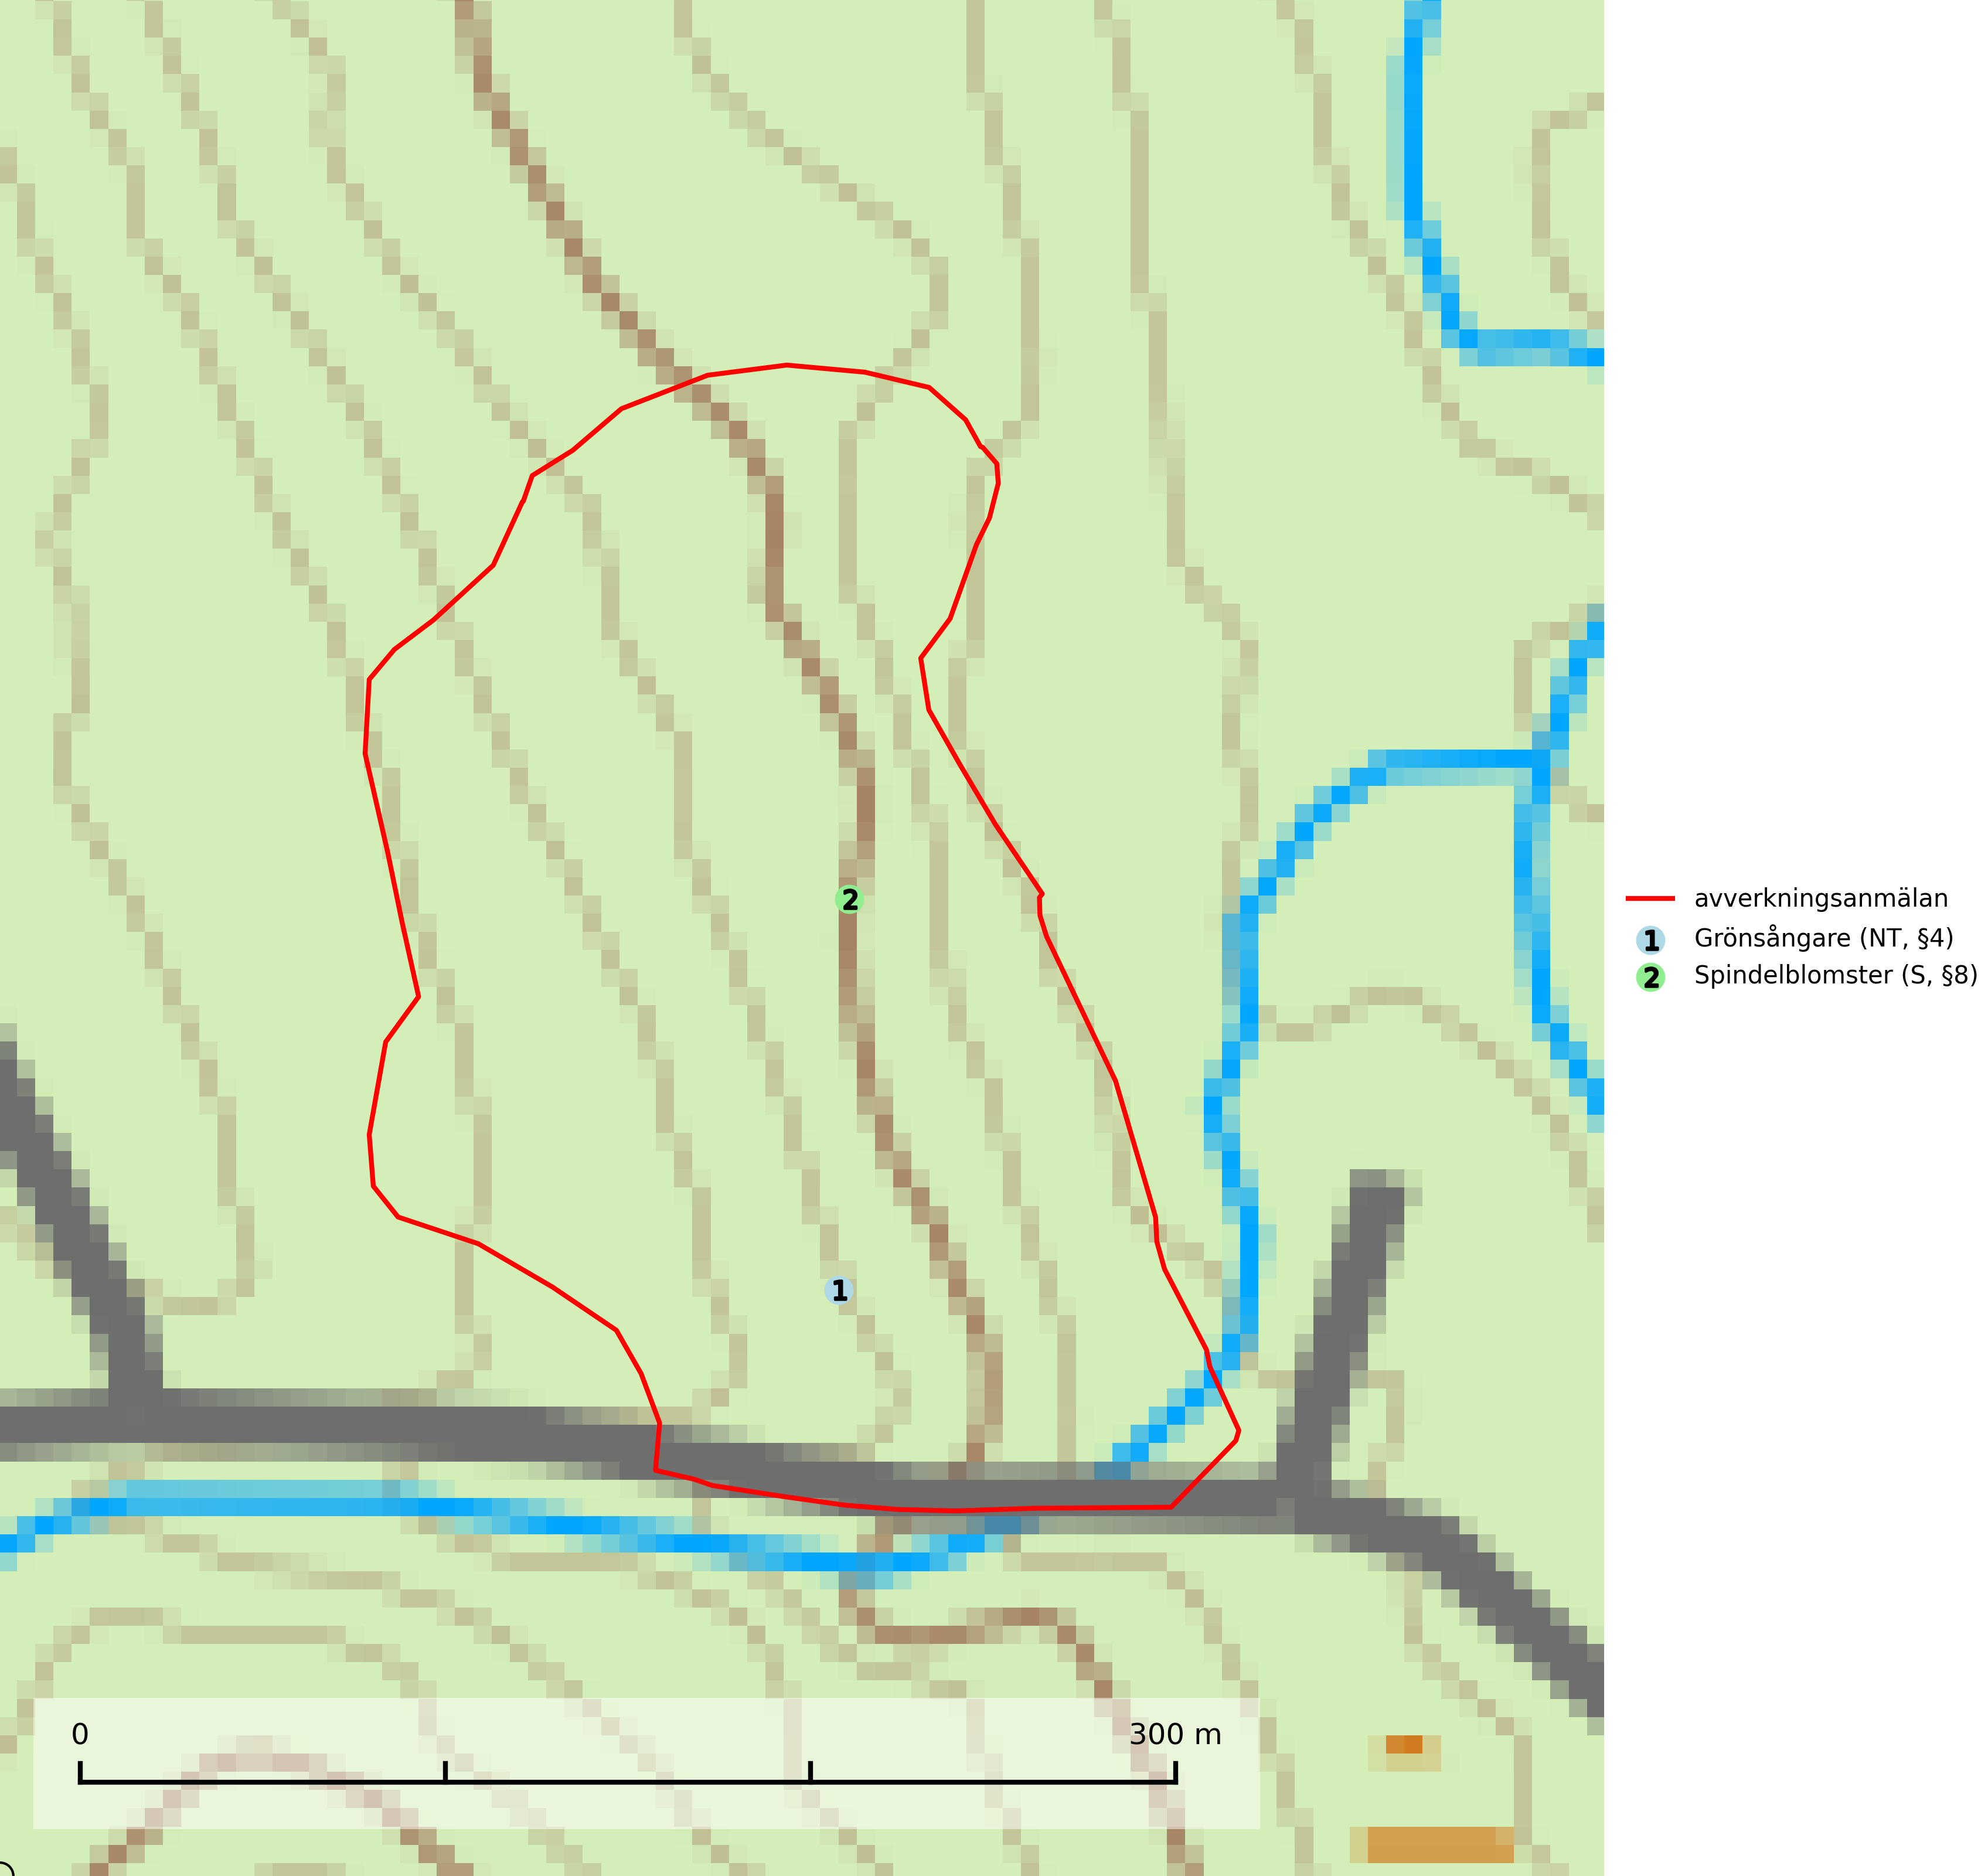 2
1
avverkningsanmälan
1 Grönsångare (NT, §4)
2 Spindelblomster (S, §8)
0 300 m